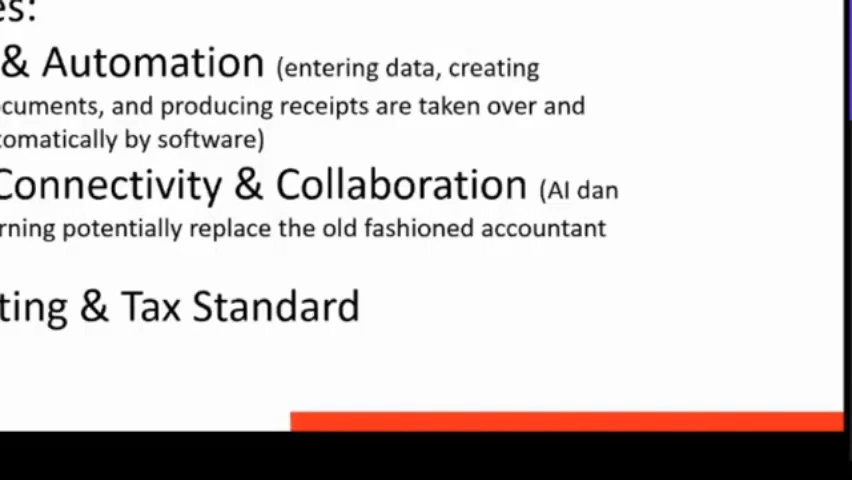 es:
& Automation (entering data, creating
cuments, and producing receipts are taken over and
tomatically by software)
Connectivity & Collaboration (AI dan
rning potentially replace the old fashioned accountant
ting & Tax Standard